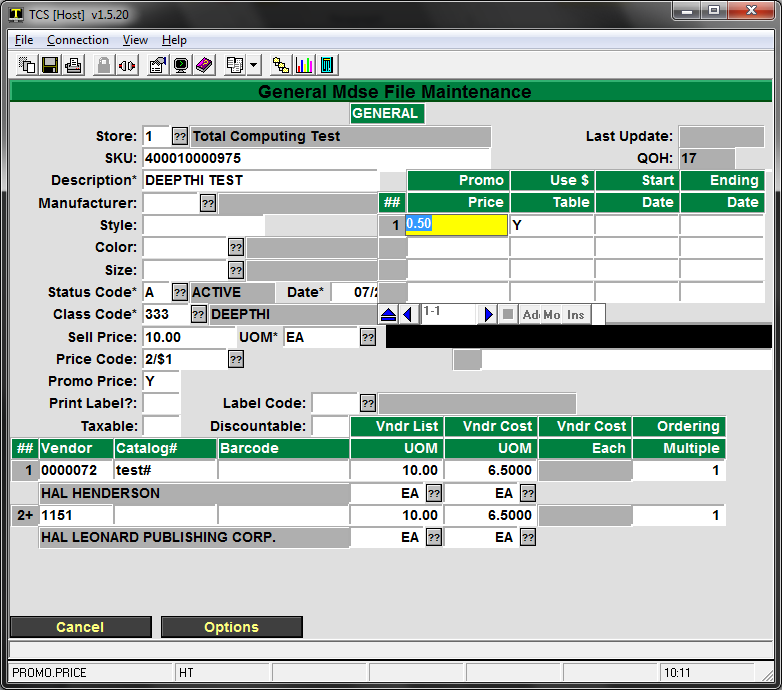 TCS [Host] v1.5.20
File Connection View Help
General Mdse File Maintenance
GENERAL
Store: 1 ?? Total Computing Test Last Update:
SKU: 400010000975 QOH: 17
Description* DEEPTHI TEST Promo Use $ Start Ending
Manufacturer: ?? ## Price Table Date Date
Style: 1 0.50 Y
Color: ??
Size: ??
Status Code* A ?? ACTIVE Date* 07/2
Class Code* 333 ?? DEEPTHI 1-1 Ad Mo Ins
Sell Price: 10.00 UOM* EA ??
Price Code: 2/$1 ??
Promo Price: Y
Print Label?: Label Code: ??
Taxable: Discountable: Vndr List Vndr Cost Vndr Cost Ordering
## Vendor Catalog# Barcode UOM UOM Each Multiple
1 0000072 test# 10.00 6.5000 1
HAL HENDERSON EA ?? EA ??
2+ 1151 10.00 6.5000 1
HAL LEONARD PUBLISHING CORP. EA ?? EA ??
Cancel Options
PROMO.PRICE HT 10:11